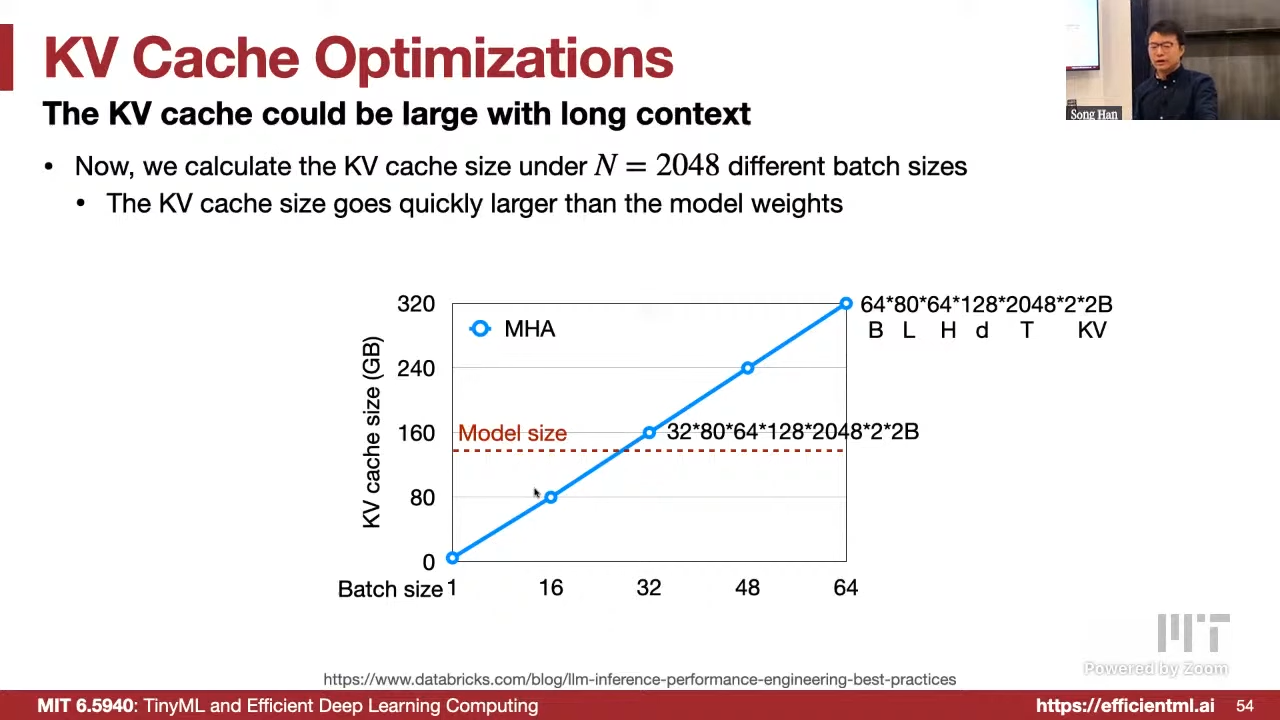 KV Cache Optimizations
Song Han
The KV cache could be large with long context
• Now, we calculate the KV cache size under N = 2048 different batch sizes
• The KV cache size goes quickly larger than the model weights
320
240
160
80
0
KV cache size (GB)
MHA
Model size
64*80*64*128*2048*2*2B
B L H d T KV
32*80*64*128*2048*2*2B
Batch size 1 16 32 48 64
MIT
Powered by Zoom
https://www.databricks.com/blog/llm-inference-performance-engineering-best-practices
MIT 6.5940: TinyML and Efficient Deep Learning Computing
https://efficientml.ai 54